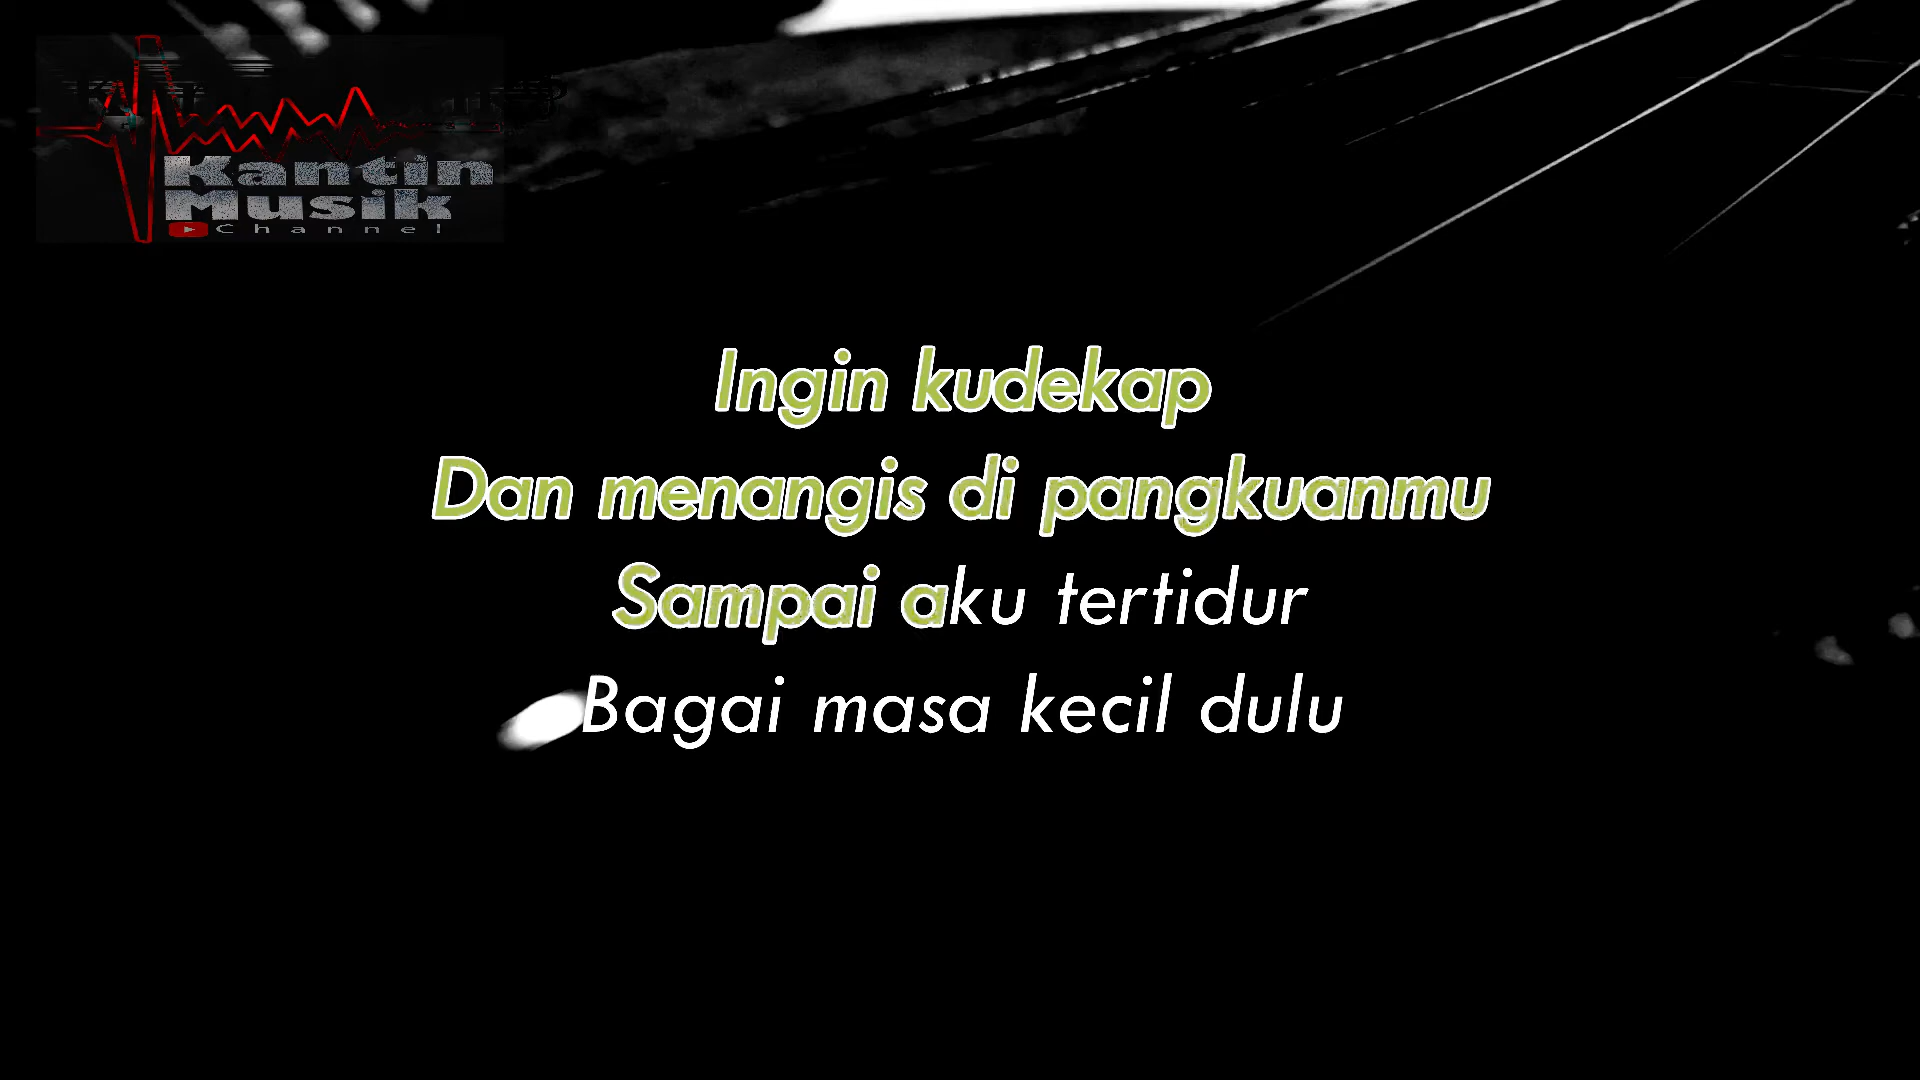 Kantin
Musik
Channel
Ingin kudekap
Dan menangis di pangkuanmu
Sampai aku tertidur
Bagai masa kecil dulu